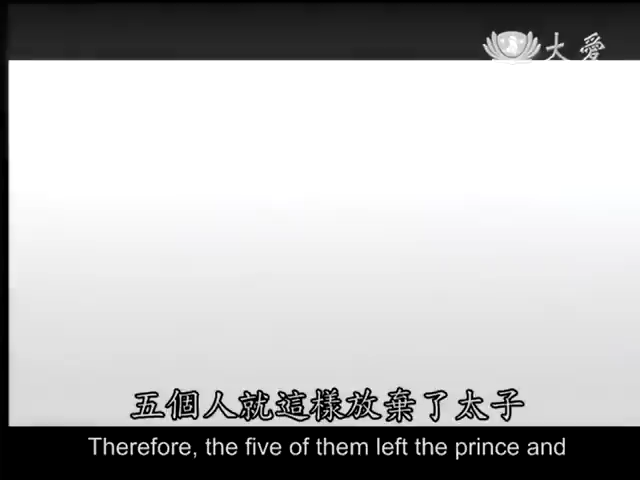 大愛
五個人就這樣放棄了太子
Therefore, the five of them left the prince and